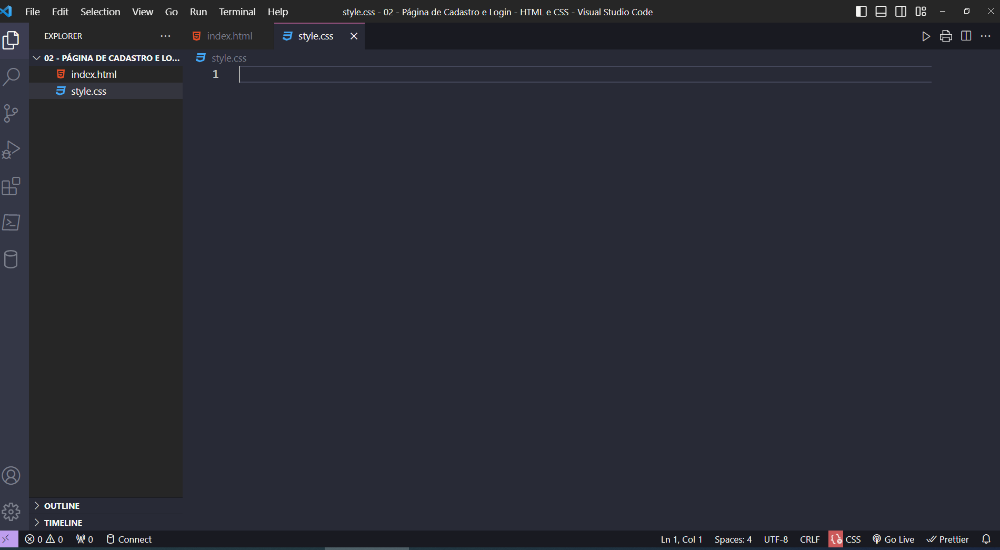 File Edit Selection View Go Run Terminal Help
style.css - 02 - Página de Cadastro e Login - HTML e CSS - Visual Studio Code
EXPLORER
index.html
style.css
02 - PÁGINA DE CADASTRO E LO...
style.css
index.html
1
style.css
OUTLINE
TIMELINE
0 0 0 Connect
Ln 1, Col 1 Spaces: 4 UTF-8 CRLF CSS Go Live Prettier